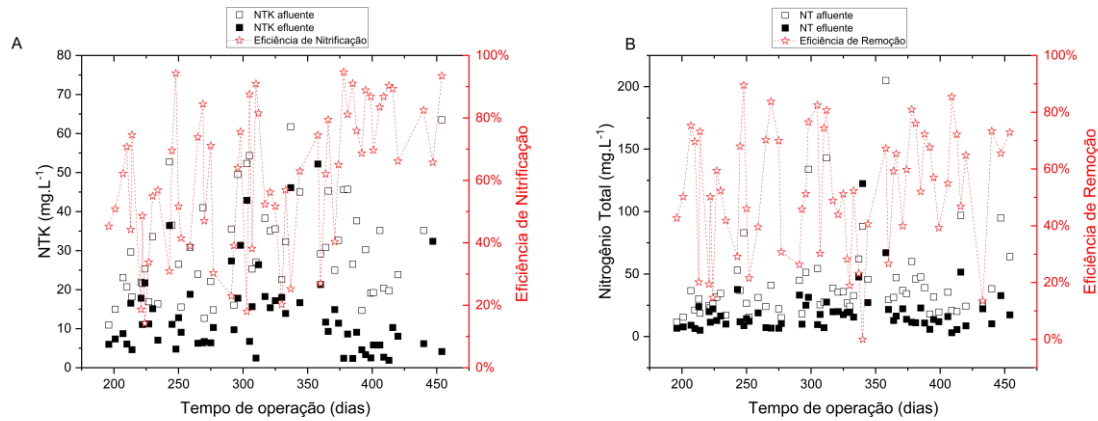 NTK afluente
NTK efluente
Eficiência de Nitrificação
A
80
70
60
50
40
30
20
10
0
NTK (mg.L-1)
200
250
300
350
400
450
Tempo de operação (dias)
100%
80%
60%
40%
20%
0%
Eficiência de Nitrificação
NT afluente
NT efluente
Eficiência de Remoção
B
200
150
100
50
0
Nitrogênio Total (mg.L-1)
200
250
300
350
400
450
Tempo de operação (dias)
100%
80%
60%
40%
20%
0%
Eficiência de Remoção